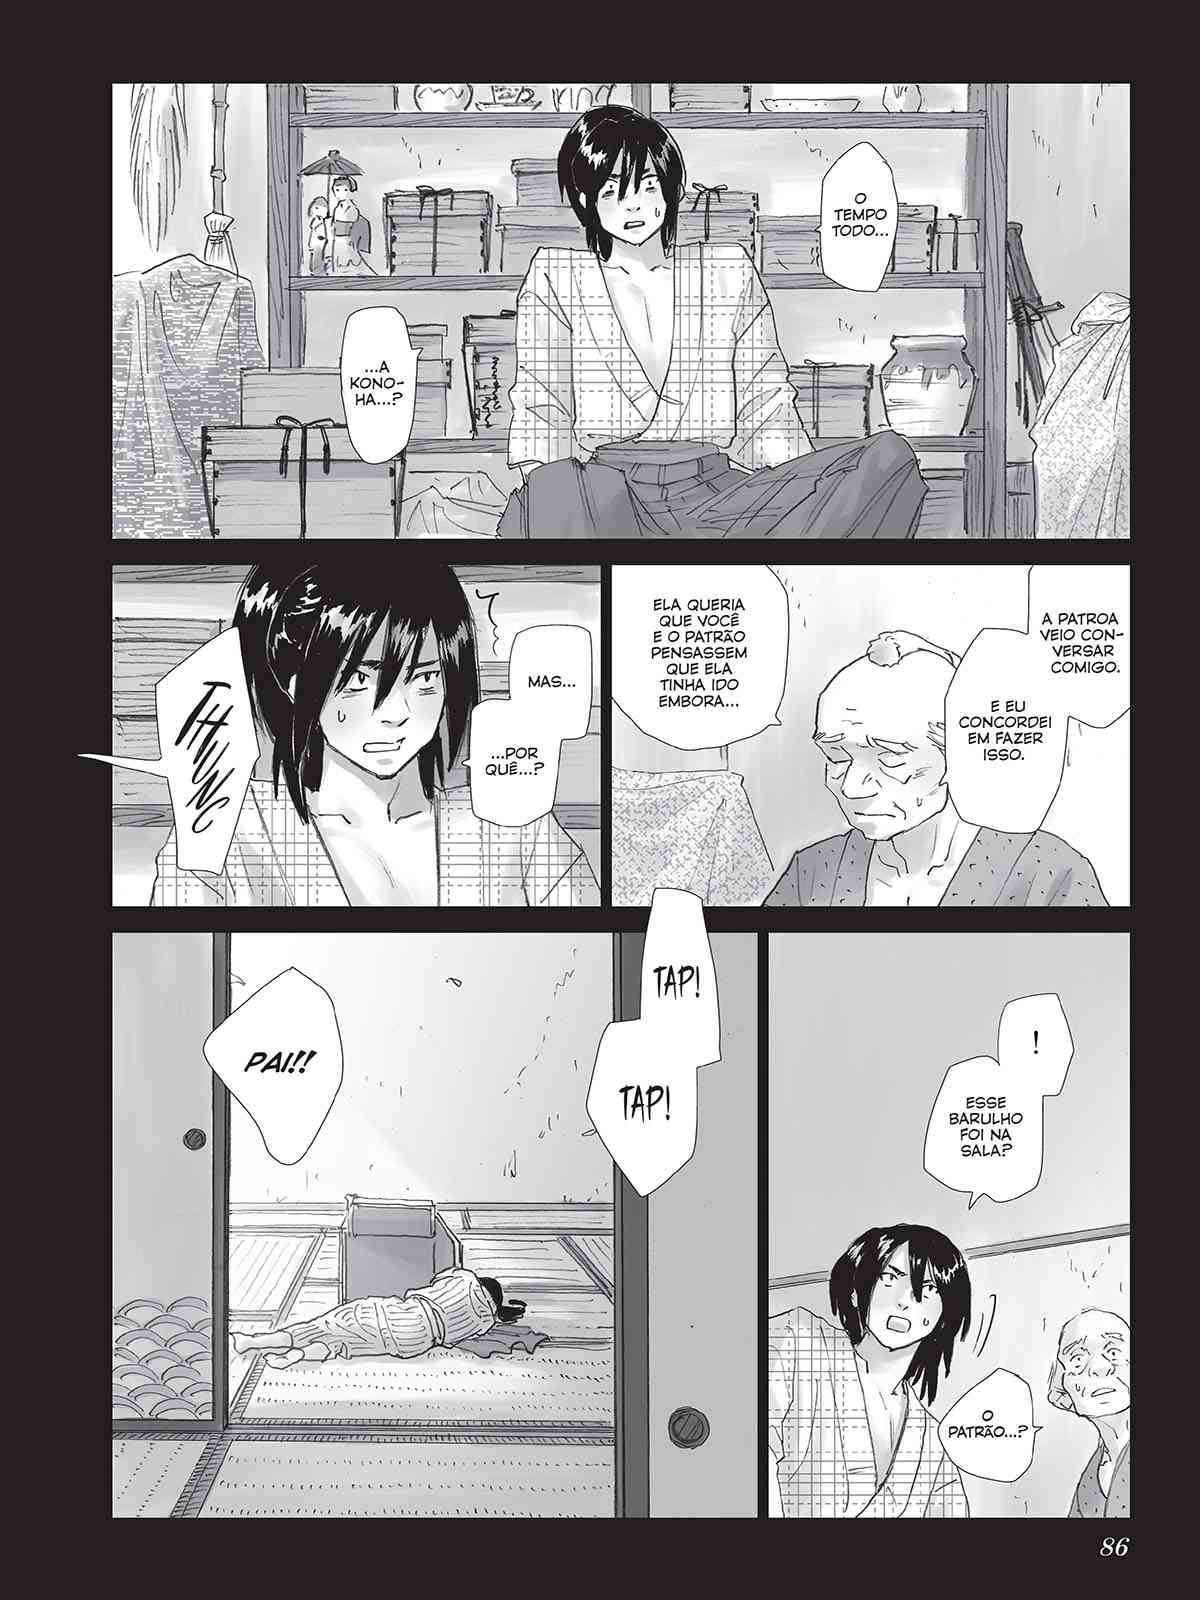 O
TEMPO
TODO...
...A
KONO-
HA...?
A PATROA
VEIO CON-
VERSAR
COMIGO.
E EU
CONCORDEI
EM FAZER
ISSO.
ELA QUERIA
QUE VOCÊ
E O PATRÃO
PENSASSEM
QUE ELA
TINHA IDO
EMBORA...
MAS...
...POR
QUÊ...?
THUNC
!
ESSE
BARULHO
FOI NA
SALA?
O
PATRÃO...?
TAP!
TAP!
PAI!!
86